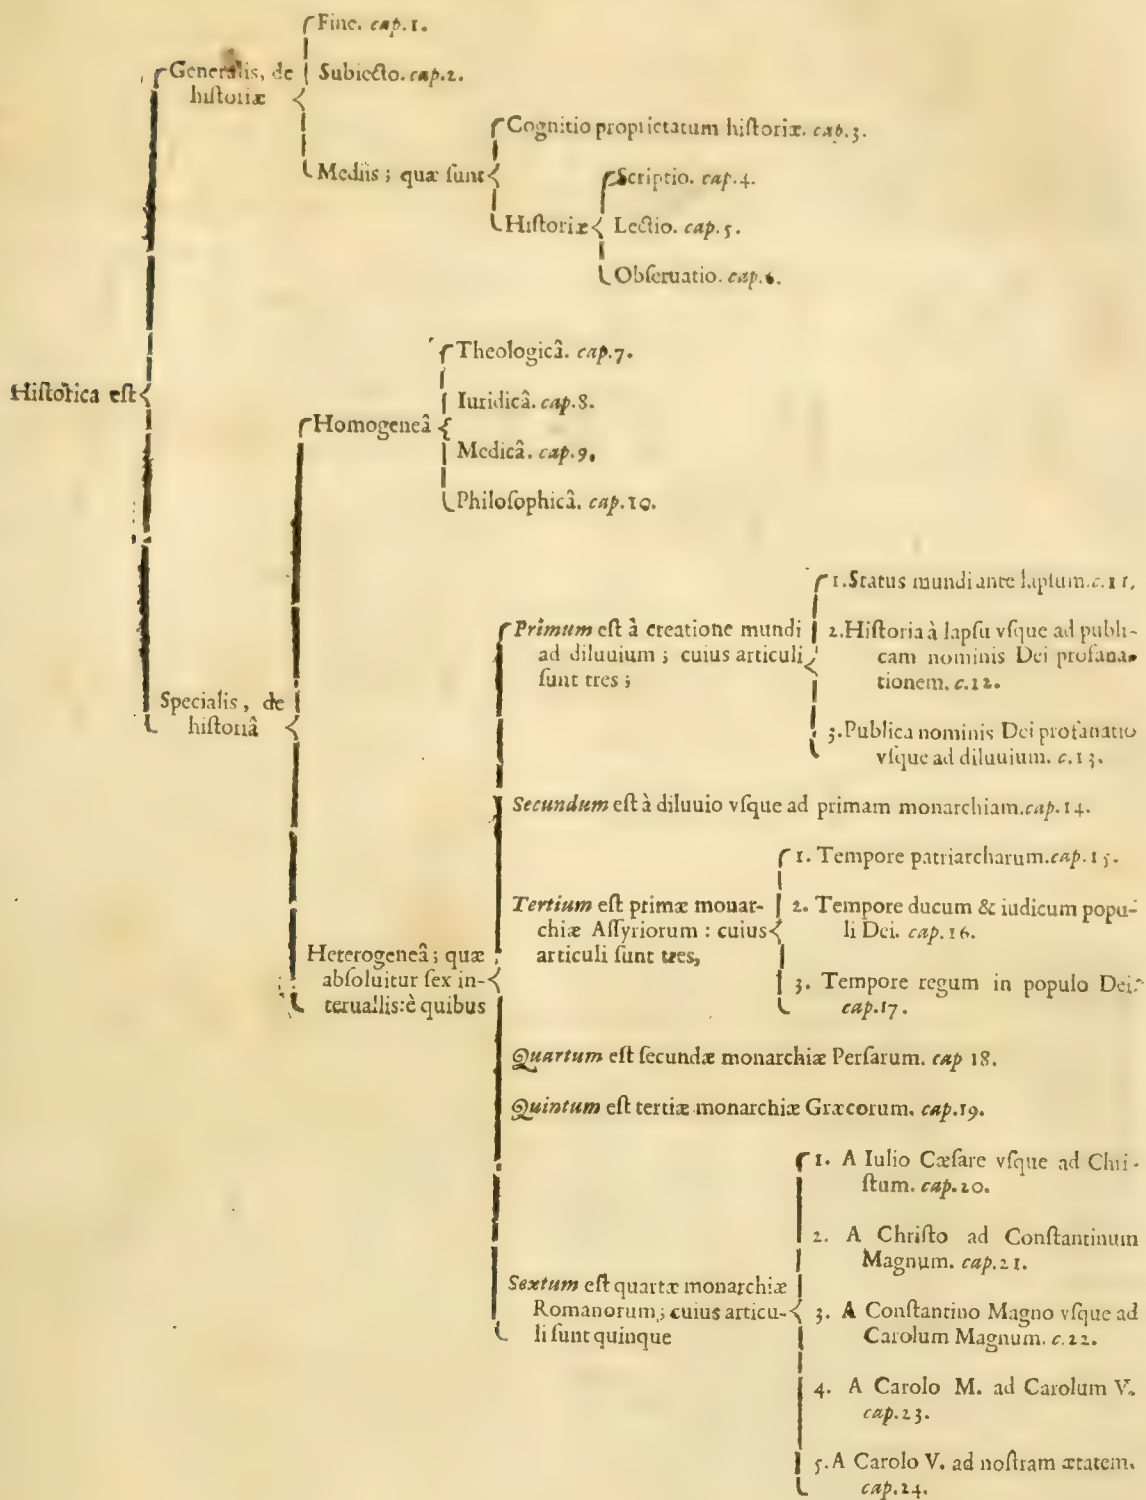 Fine. cap.1.
Generalis, de
historiæ
Subiecto. cap.2.
Cognitio proprietatum historiæ. cap.3.
Mediis ; quæ sunt
Scriptio. cap.4.
Historiæ
Lectio. cap.5.
Obseruatio. cap.6.
Historica est
Theologicâ. cap.7.
Homogeneâ
Iuridicâ. cap.8.
Medicâ. cap.9.
Philosophicâ. cap.10.
Specialis, de
historiâ
Heterogeneâ ; quæ
absoluitur sex in-
teruallis: è quibus
Primum est à creatione mundi
ad diluuium ; cuius articuli
sunt tres ;
1.Status mundi ante lapsum.c.11.
2.Historia à lapsu vsque ad publi-
cam nominis Dei profana-
tionem. c.12.
3.Publica nominis Dei profanatio
vsque ad diluuium. c.13.
Secundum est à diluuio vsque ad primam monarchiam.cap.14.
Tertium est primæ monar-
chiæ Assyriorum : cuius
articuli sunt tres,
1. Tempore patriarcharum.cap.15.
2. Tempore ducum & iudicum popu-
li Dei. cap.16.
3. Tempore regum in populo Dei.
cap.17.
Quartum est secundæ monarchiæ Persarum. cap 18.
Quintum est tertiæ monarchiæ Græcorum. cap.19.
Sextum est quartæ monarchiæ
Romanorum ; cuius articu-
li sunt quinque
1. A Iulio Cæsare vsque ad Chri-
stum. cap.20.
2. A Christo ad Constantinum
Magnum. cap.21.
3. A Constantino Magno vsque ad
Carolum Magnum. c.22.
4. A Carolo M. ad Carolum V.
cap.23.
5.A Carolo V. ad nostram ætatem.
cap.24.